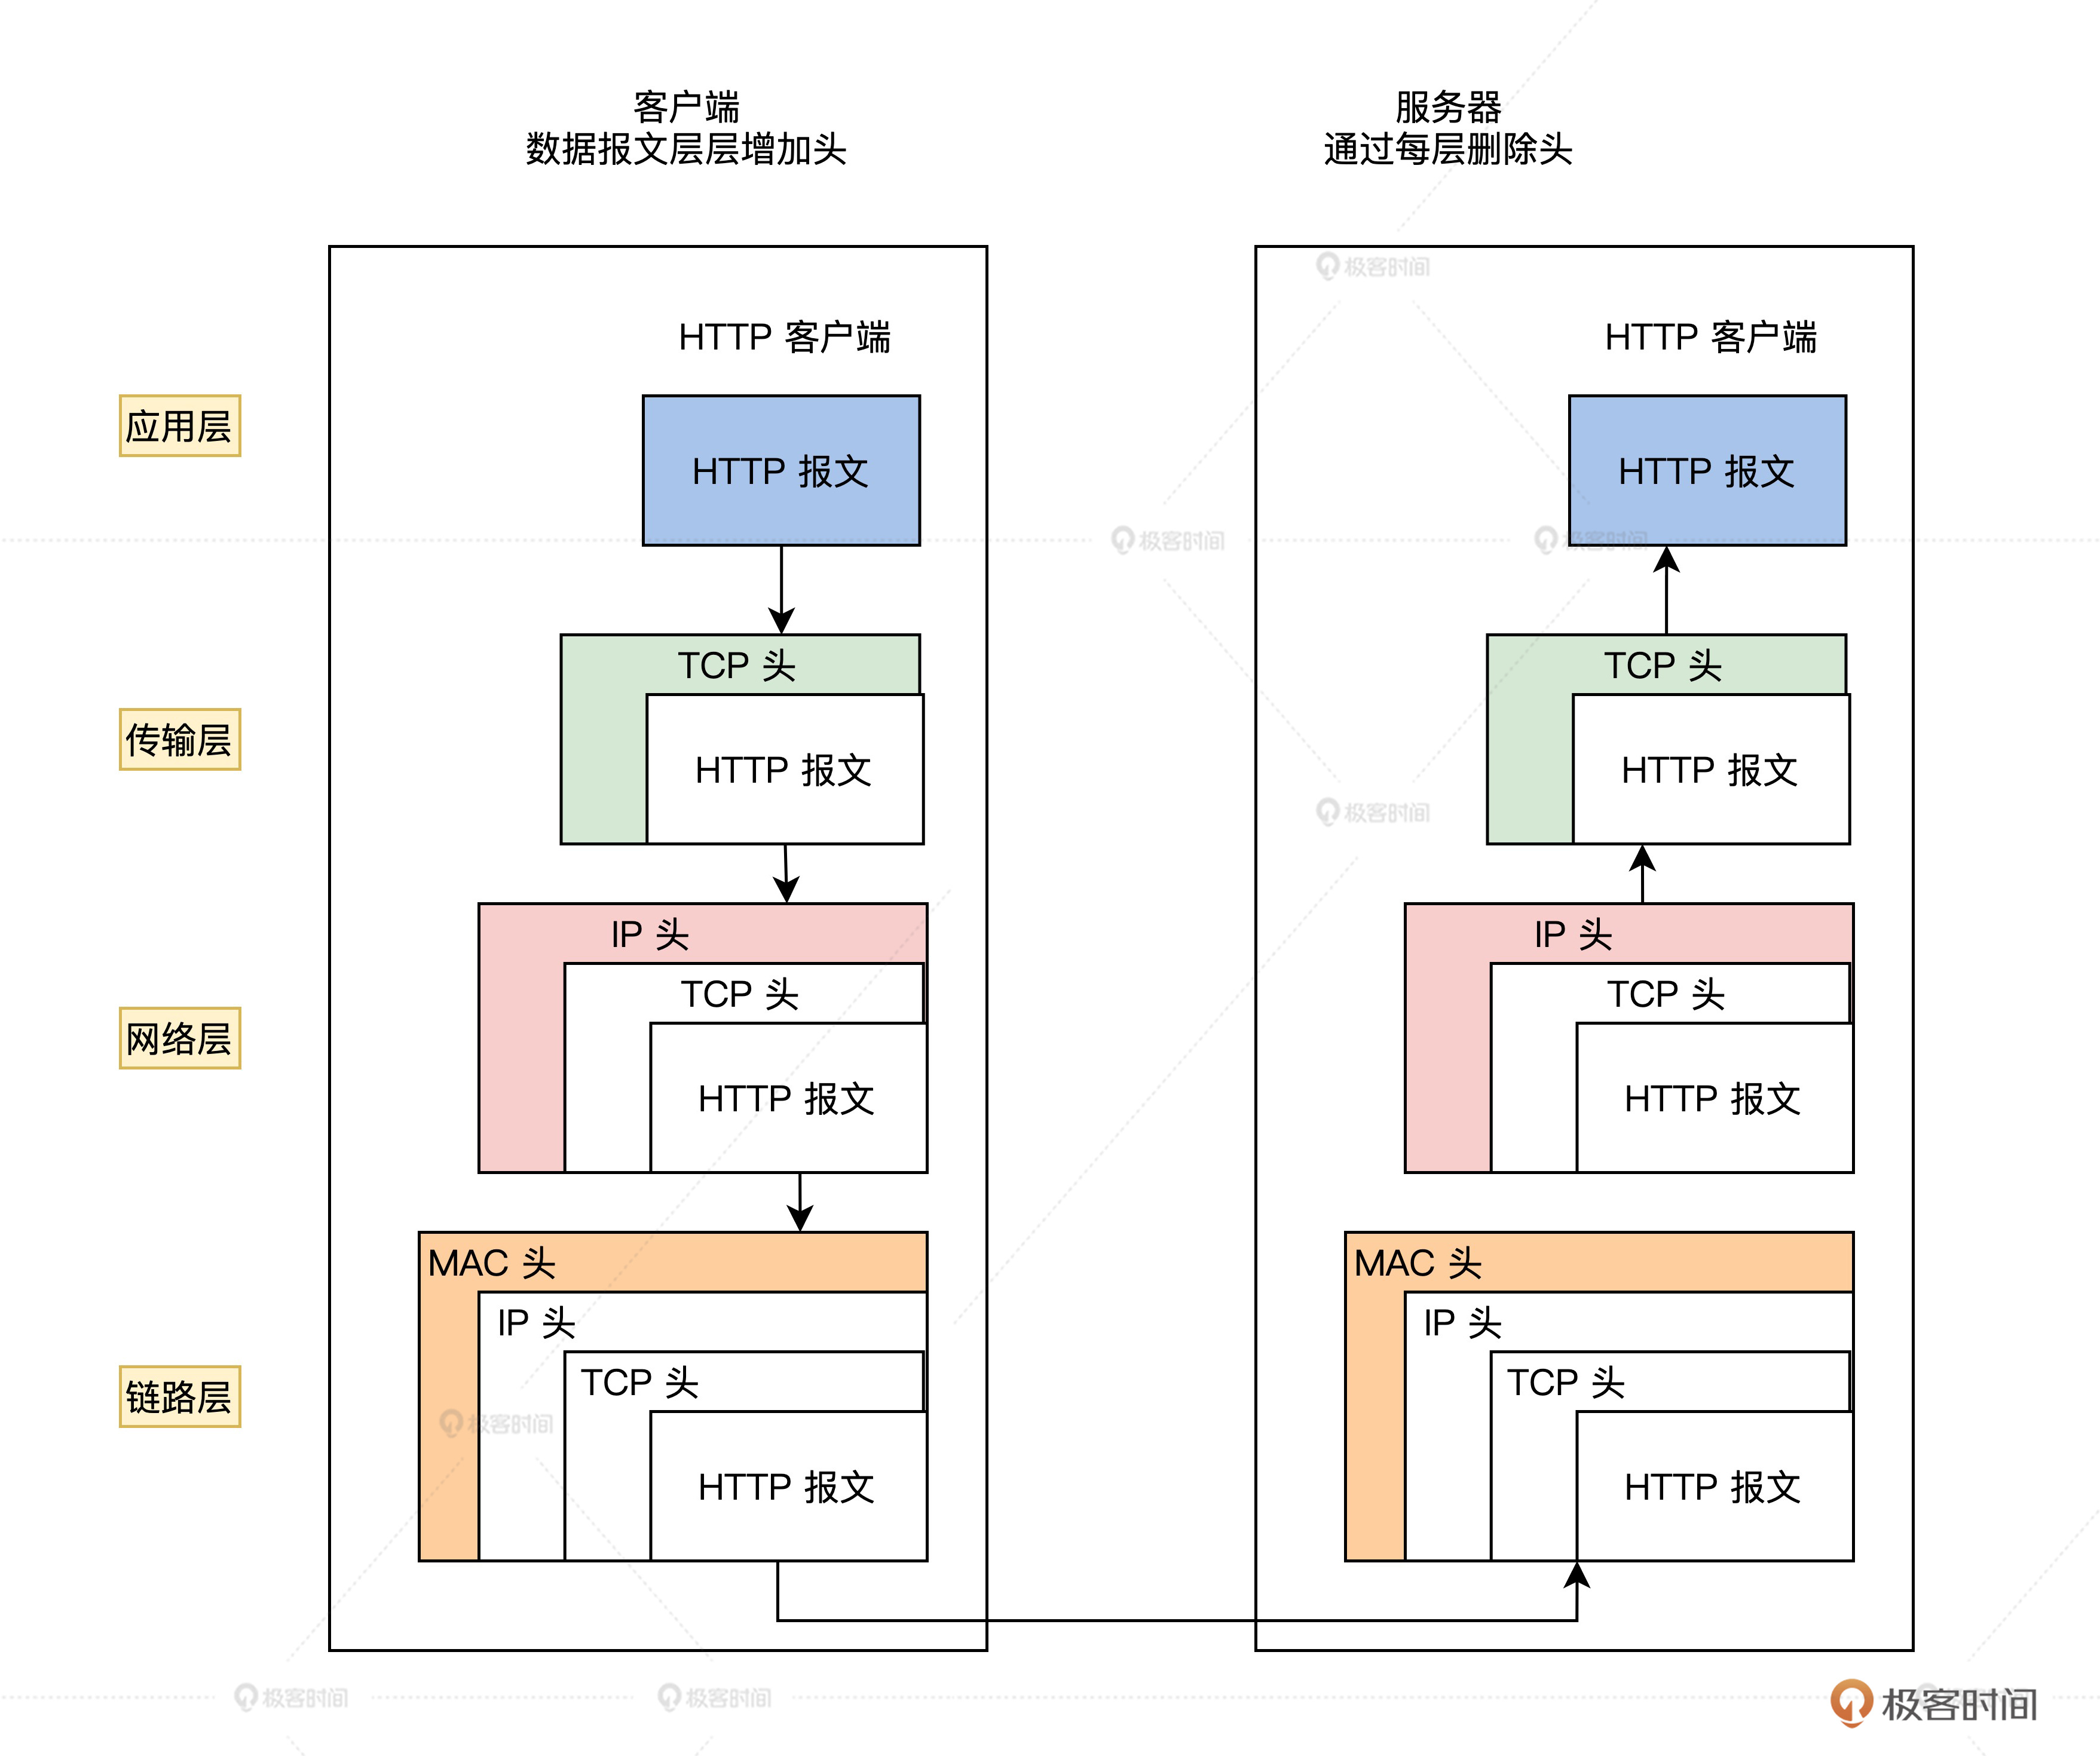 客户端
数据报文层层增加头
服务器
通过每层删除头
极客时间
HTTP 客户端
HTTP 客户端
应用层
HTTP 报文
HTTP 报文
极客时间
极客时间
TCP 头
TCP 头
传输层
HTTP 报文
HTTP 报文
极客时间
IP 头
IP 头
TCP 头
TCP 头
网络层
HTTP 报文
HTTP 报文
MAC 头
MAC 头
IP 头
IP 头
TCP 头
TCP 头
链路层
极客时间
HTTP 报文
HTTP 报文
极客时间
极客时间
极客时间